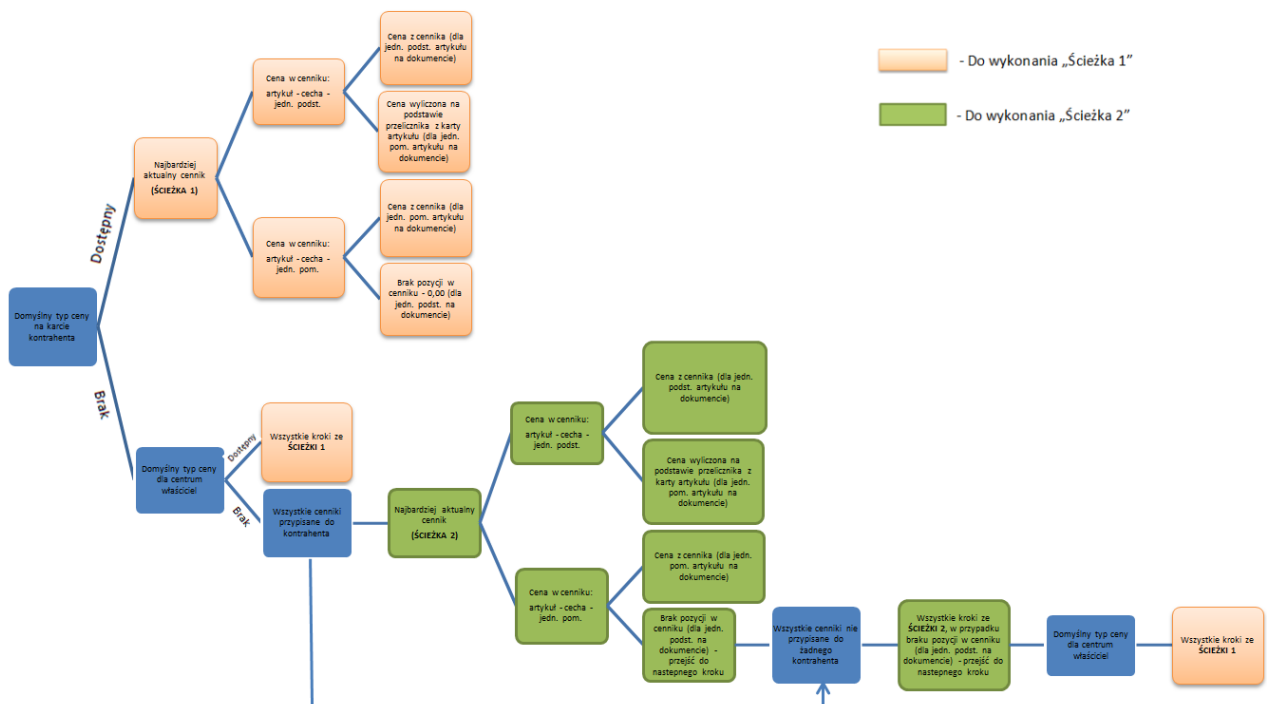 Cena z cennika (dla
jedn. podst. artykułu
na dokumencie)
- Do wykonania „Ścieżka 1”
Cena w cenniku:
artykuł - cecha -
jedn. podst.
Cena wyliczona na
podstawie
przelicznika z karty
artykułu (dla jedn.
pom. artykułu na
dokumencie)
- Do wykonania „Ścieżka 2”
Najbardziej
aktualny cennik
(ŚCIEŻKA 1)
Dostępny
Cena z cennika (dla
jedn. pom. artykułu
na dokumencie)
Cena w cenniku:
artykuł - cecha -
jedn. pom.
Brak pozycji w
cenniku - 0,00 (dla
jedn. podst. na
dokumencie)
Domyślny typ ceny
na karcie
kontrahenta
Brak
Cena z cennika (dla jedn.
podst. artykułu na
dokumencie)
Wszystkie kroki ze
ŚCIEŻKI 1
Cena w cenniku:
artykuł - cecha -
jedn. podst.
Dostępny
Domyślny typ ceny
dla centrum
właściciel
Cena wyliczona na
podstawie przelicznika z
karty artykułu (dla jedn.
pom. artykułu na
dokumencie)
Brak
Wszystkie cenniki
przypisane do
kontrahenta
Najbardziej aktualny
cennik
(ŚCIEŻKA 2)
Cena z cennika (dla jedn.
pom. artykułu na
dokumencie)
Cena w cenniku:
artykuł - cecha -
jedn. pom.
Brak pozycji w
cenniku (dla jedn.
podst. na
dokumencie) -
przejść do
nastepnego kroku
Wszystkie cenniki nie
przypisane do
żadnego
kontrahenta
Wszystkie kroki ze
ŚCIEŻKI 2, w przypadku
braku pozycji w cenniku
(dla jedn. podst. na
dokumencie) - przejść do
nastepnego kroku
Domyślny typ ceny
dla centrum
właściciel
Wszystkie kroki ze
ŚCIEŻKI 1